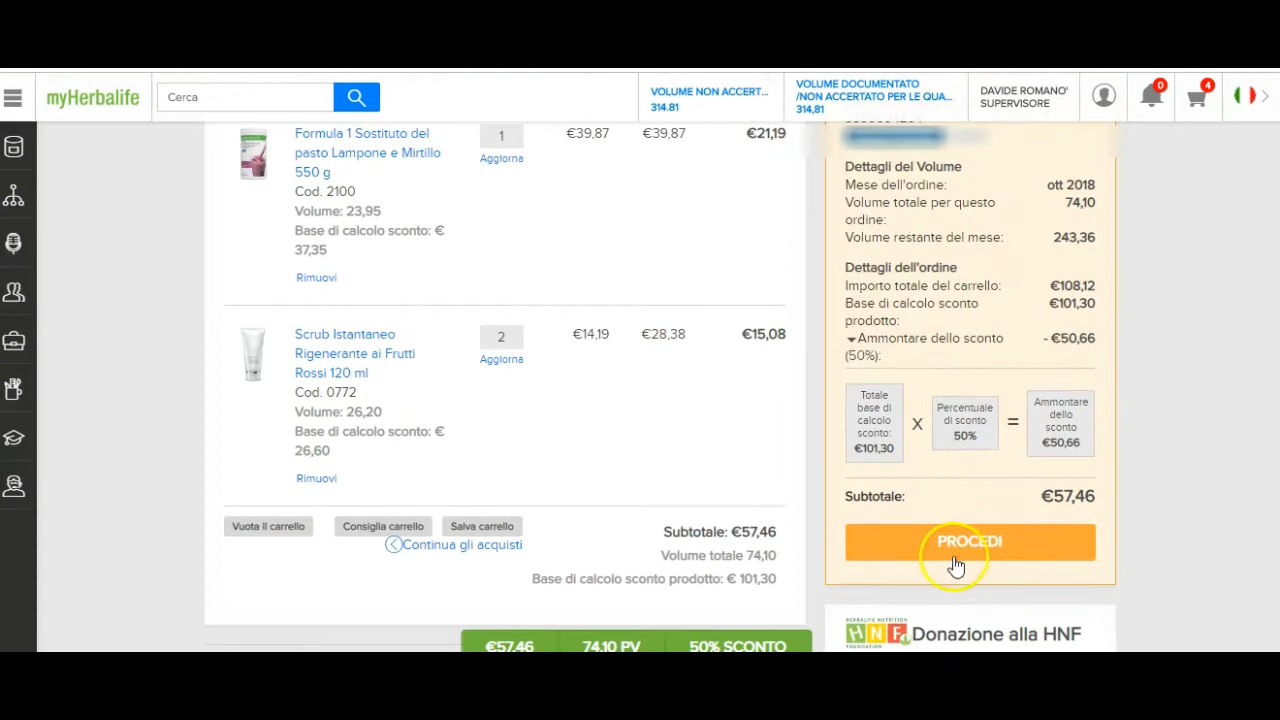 myHerbalife
Cerca
VOLUME NON ACCERT...
314.81
VOLUME DOCUMENTATO
/NON ACCERTATO PER LE QUA...
314,81
DAVIDE ROMANO'
SUPERVISORE
0
4
Formula 1 Sostituto del
pasto Lampone e Mirtillo
550 g
Cod. 2100
Volume: 23,95
Base di calcolo sconto: €
37,35
Rimuovi
1
Aggiorna
€39,87
€39,87
€21,19
Scrub Istantaneo
Rigenerante ai Frutti
Rossi 120 ml
Cod. 0772
Volume: 26,20
Base di calcolo sconto: €
26,60
Rimuovi
2
Aggiorna
€14,19
€28,38
€15,08
Vuota il carrello
Consiglia carrello
Salva carrello
Continua gli acquisti
Subtotale: €57,46
Volume totale 74,10
Base di calcolo sconto prodotto: € 101,30
€57,46
74,10 PV
50% SCONTO
Dettagli del Volume
Mese dell'ordine: ott 2018
Volume totale per questo
ordine: 74,10
Volume restante del mese: 243,36
Dettagli dell'ordine
Importo totale del carrello: €108,12
Base di calcolo sconto
prodotto: €101,30
Ammontare dello sconto
(50%): - €50,66
Totale
base di
calcolo
sconto:
€101,30
X
Percentuale
di sconto
50%
=
Ammontare
dello
sconto
€50,66
Subtotale: €57,46
PROCEDI
HERBALIFE NUTRITION
HNF
FOUNDATION
Donazione alla HNF